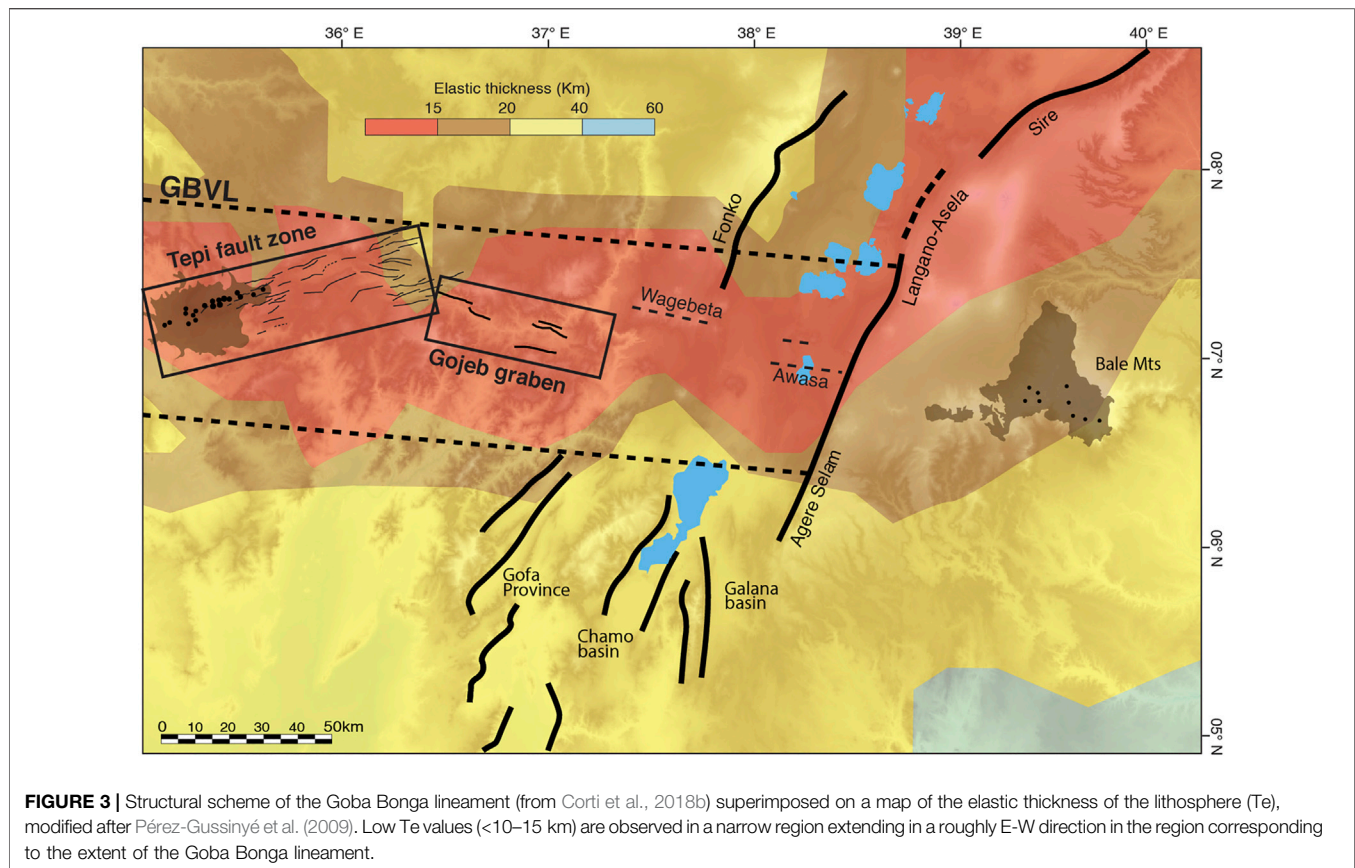 36° E 37° E 38° E 39° E 40° E
Elastic thickness (Km)
15 20 40 60
Sire
80° N
GBVL
Fonko
Langano-Asela
Tepi fault zone
Wagebeta
70° N
Gojeb graben
Awasa
Bale Mts
Agere Selam
60° N
Gofa
Province
Galana
basin
Chamo
basin
0 10 20 30 40 50km
50° N
FIGURE 3 | Structural scheme of the Goba Bonga lineament (from Corti et al., 2018b) superimposed on a map of the elastic thickness of the lithosphere (Te),
modified after Pérez-Gussinyé et al. (2009). Low Te values (<10–15 km) are observed in a narrow region extending in a roughly E-W direction in the region corresponding
to the extent of the Goba Bonga lineament.